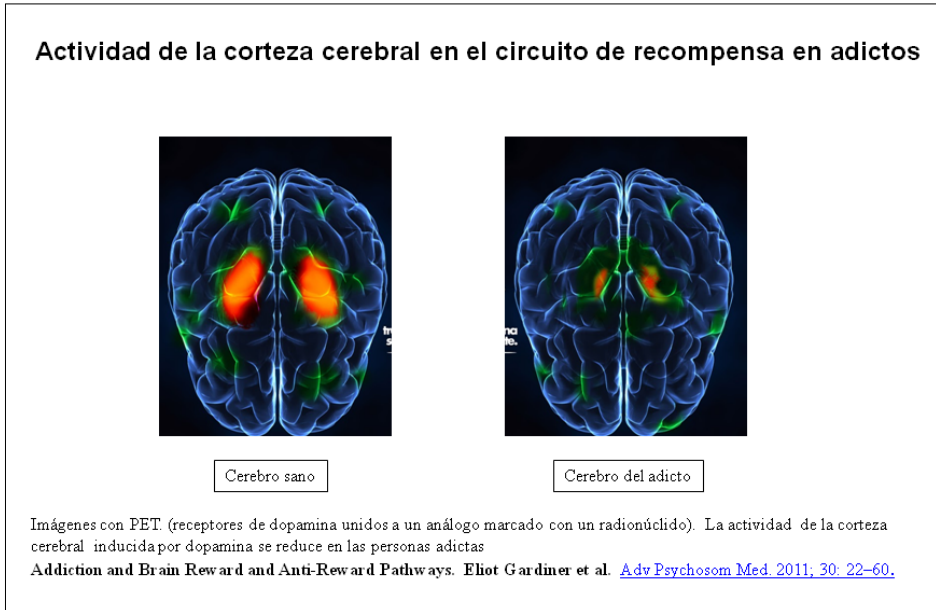 Actividad de la corteza cerebral en el circuito de recompensa en adictos
Cerebro sano
Cerebro del adicto
Imágenes con PET. (receptores de dopamina unidos a un análogo marcado con un radionúclido). La actividad de la corteza
cerebral inducida por dopamina se reduce en las personas adictas
Addiction and Brain Reward and Anti-Reward Pathways. Eliot Gardiner et al. Adv Psychosom Med. 2011; 30: 22–60.